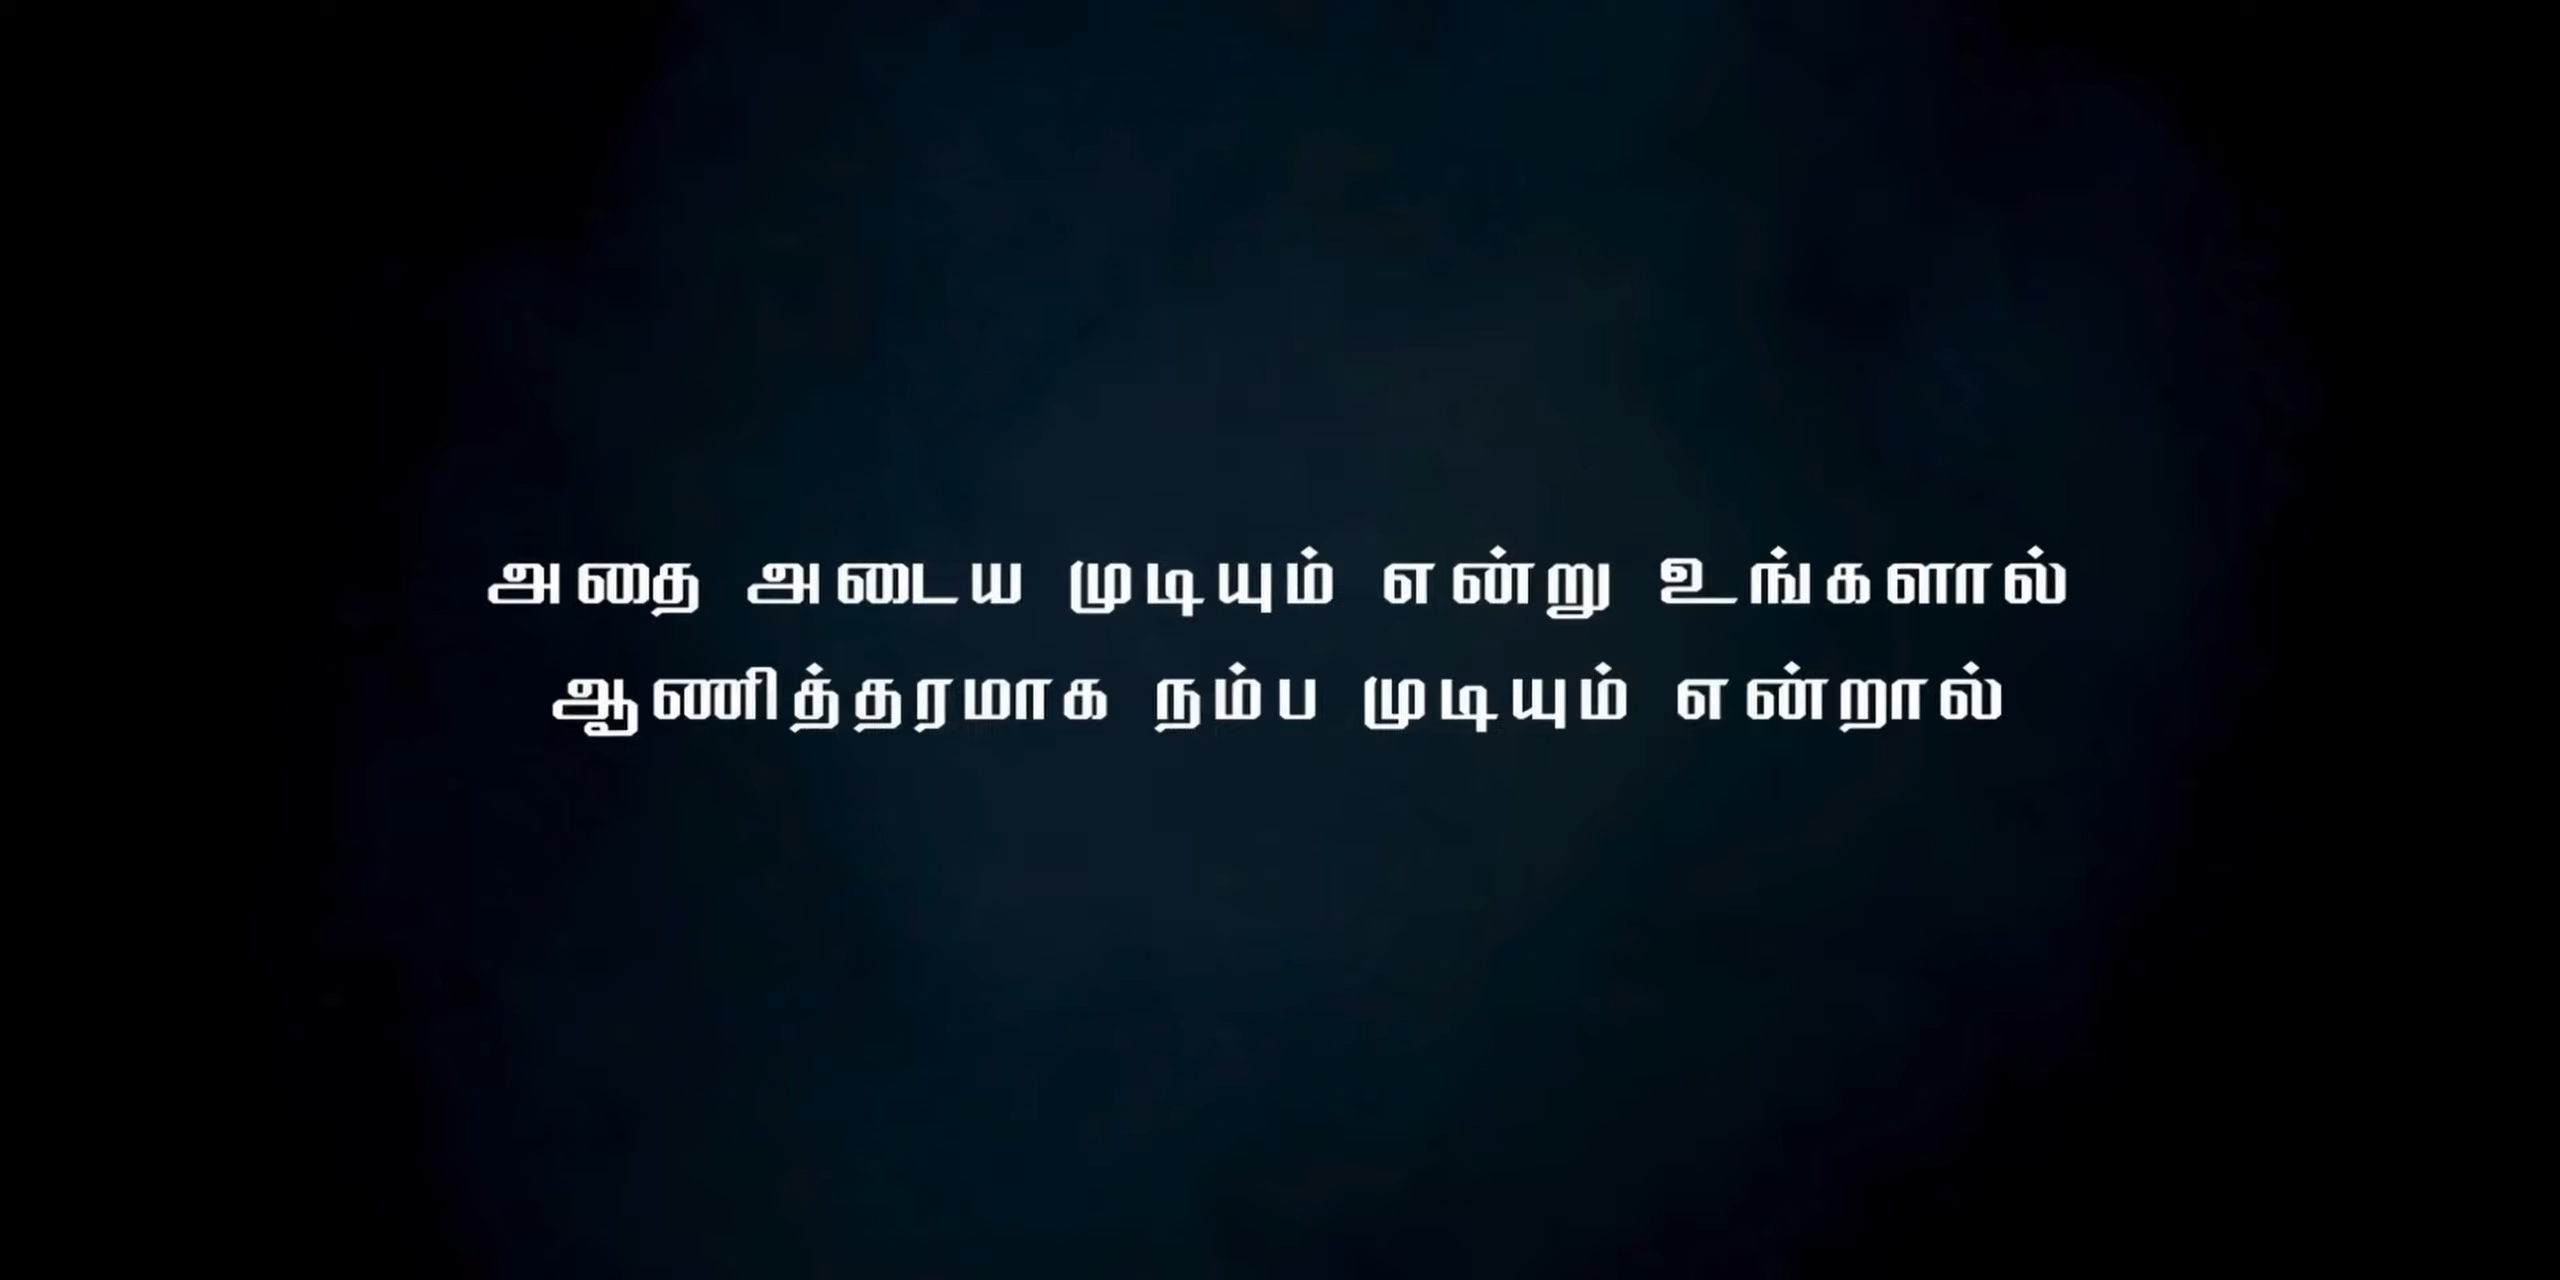 அதை அடைய முடியும் என்று உங்களால்
ஆணித்தரமாக நம்ப முடியும் என்றால்